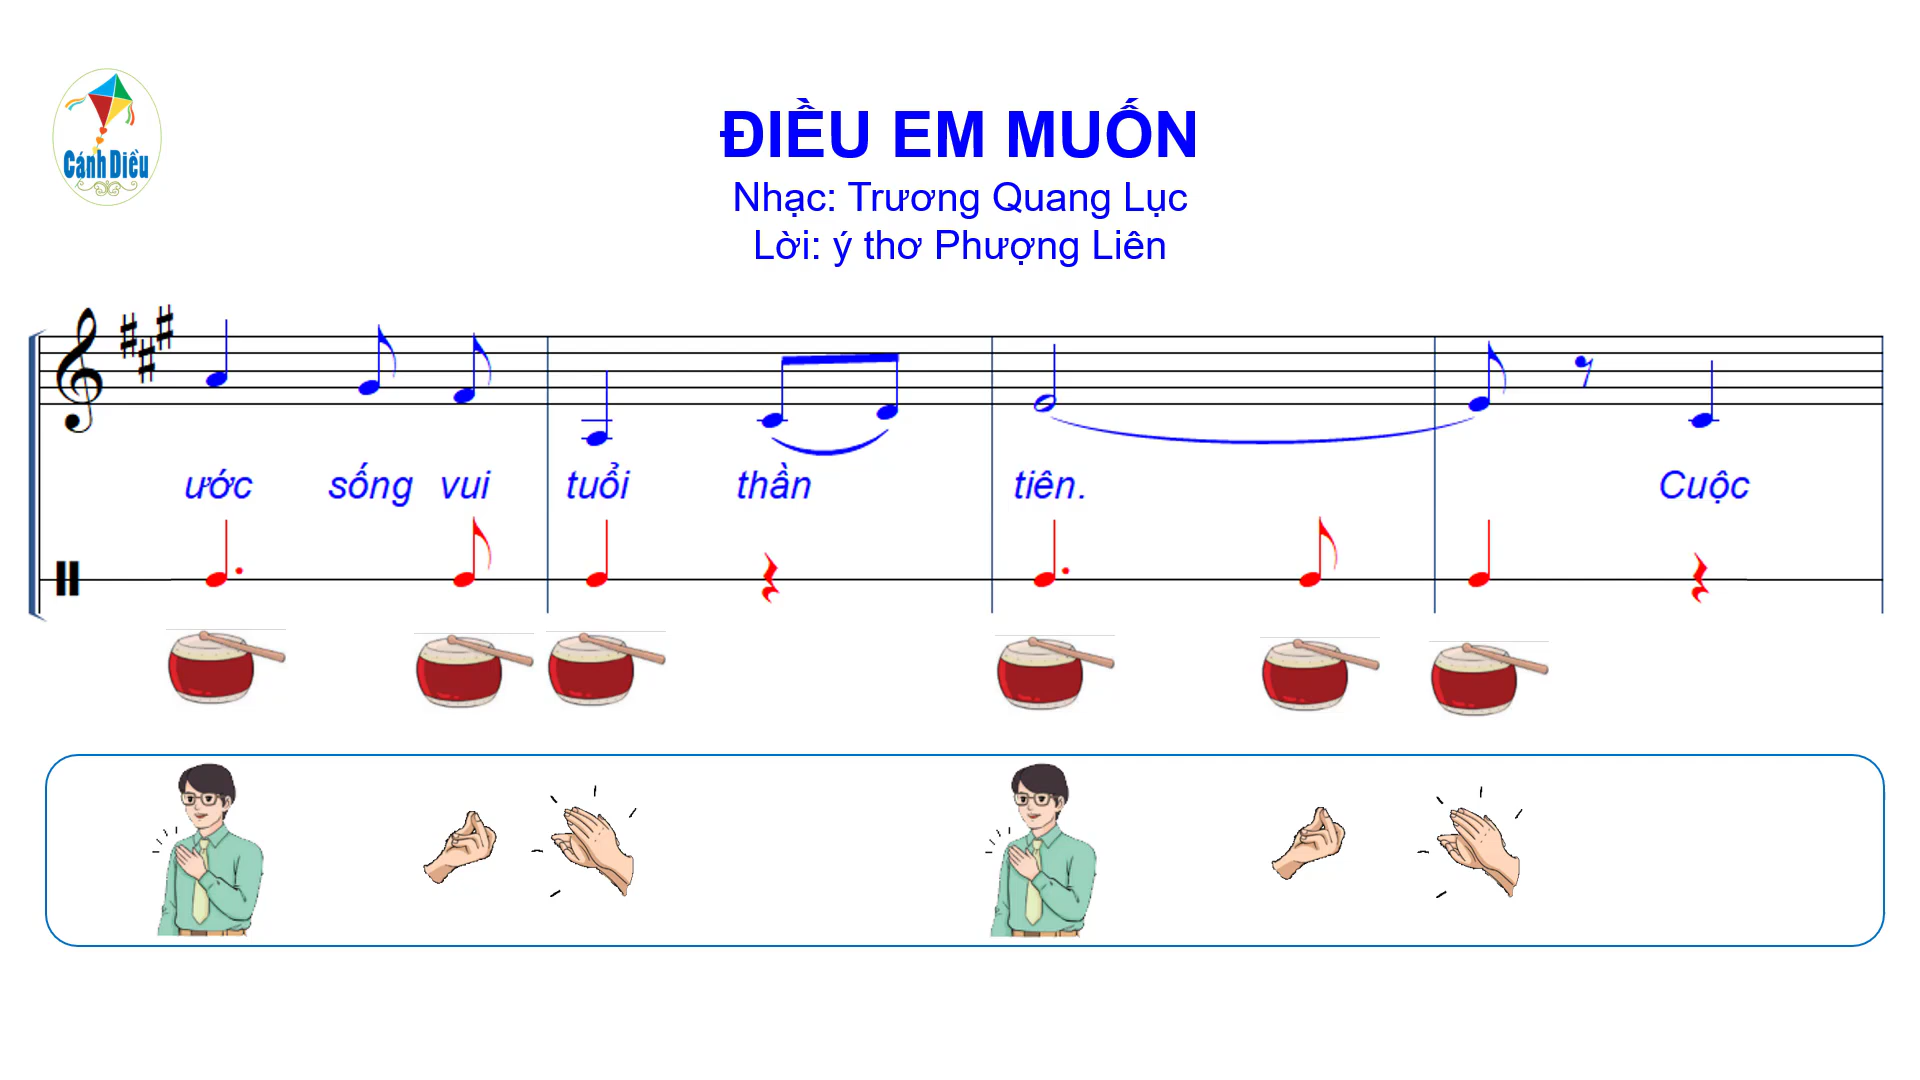 Cánh Diều
ĐIỀU EM MUỐN
Nhạc: Trương Quang Lục
Lời: ý thơ Phượng Liên
ước sống vui tuổi thần tiên. Cuộc